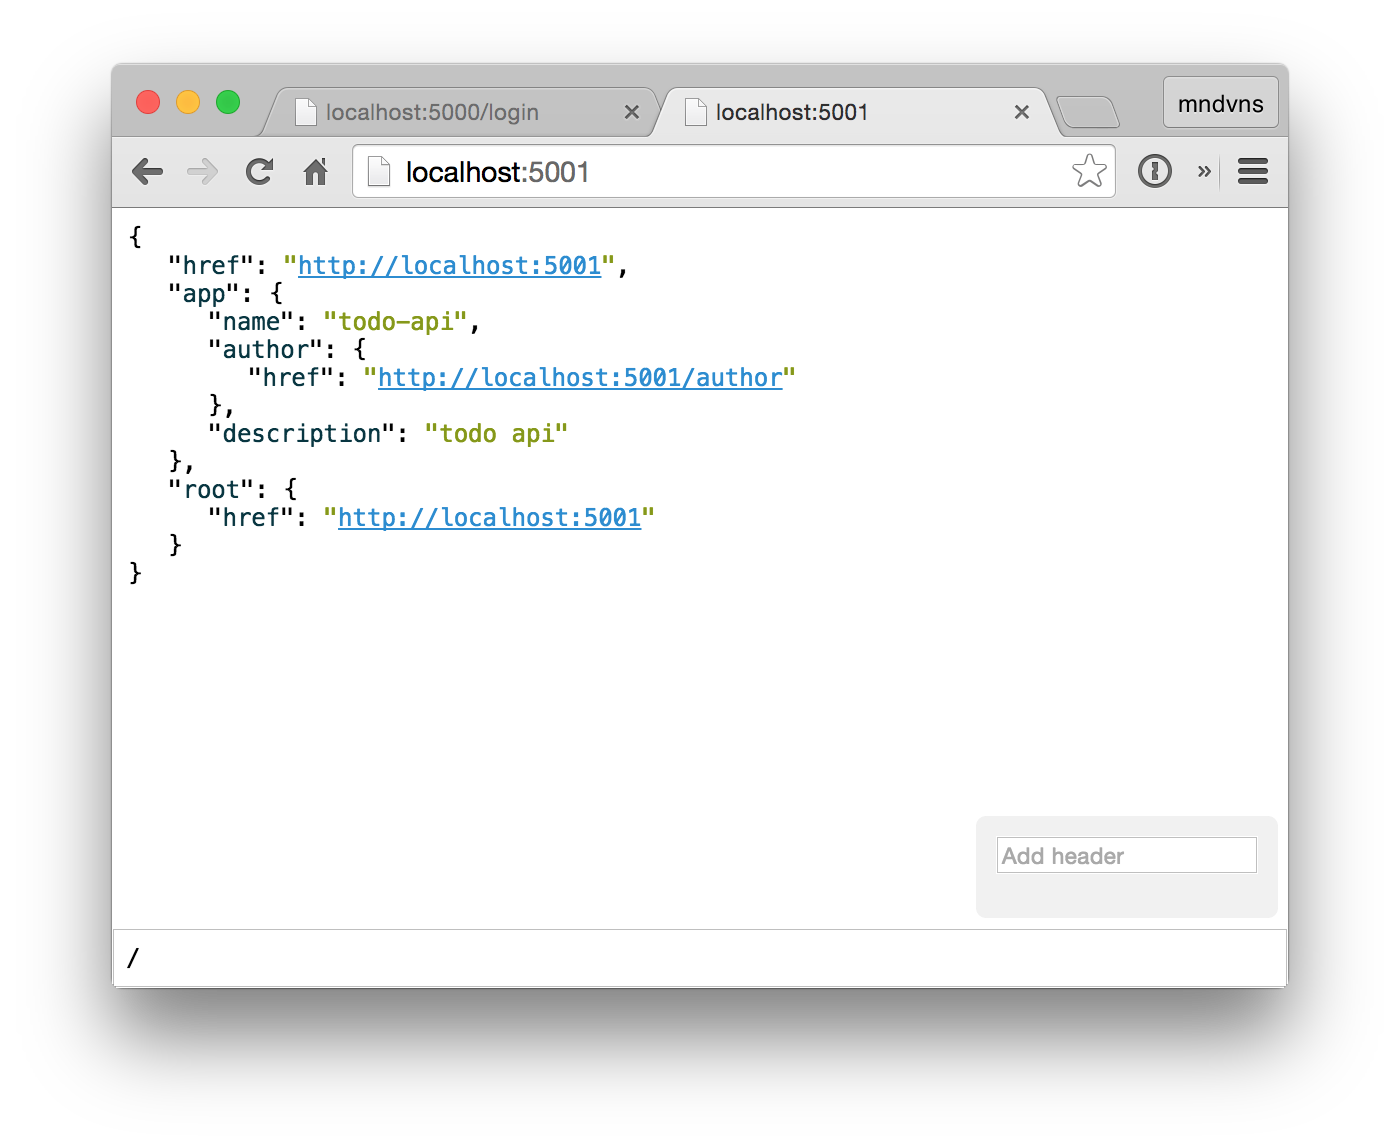 localhost:5000/login
localhost:5001
mndvns
localhost:5001
{
"href": "http://localhost:5001",
"app": {
"name": "todo-api",
"author": {
"href": "http://localhost:5001/author"
},
"description": "todo api"
},
"root": {
"href": "http://localhost:5001"
}
}
Add header
/